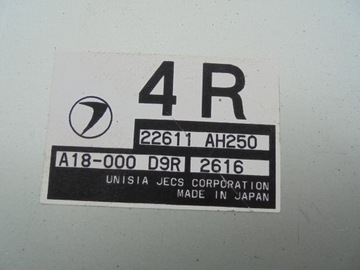 4R
22611 AH250
A18-000 D9R 2616
UNISIA JECS CORPORATION
MADE IN JAPAN